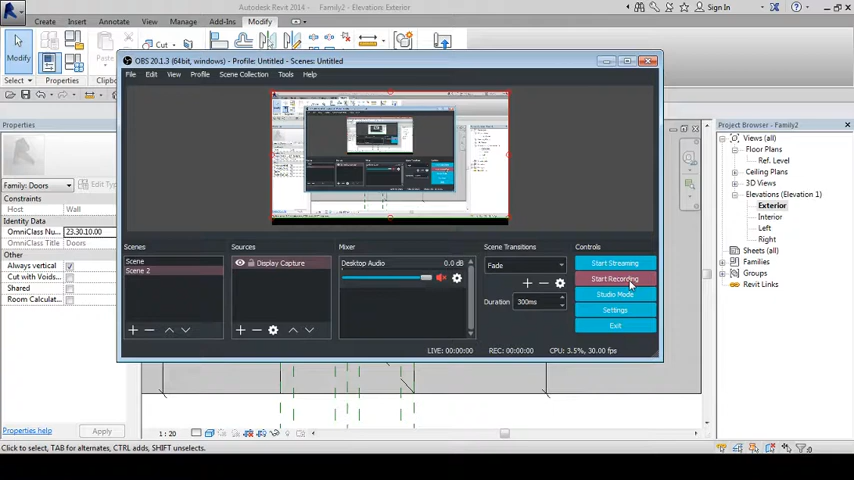 Autodesk Revit 2014 - Family2 - Elevation: Exterior
Sign In
Create Insert Annotate View Manage Add-Ins Modify
Modify
Paste
Cut
Select Properties Clipb
OBS 20.1.3 (64bit, windows) - Profile: Untitled - Scenes: Untitled
File Edit View Profile Scene Collection Tools Help
Properties
Family: Doors
Edit Typ
Constraints
Host Wall
Identity Data
OmniClass Nu... 23.30.10.00
OmniClass Title Doors
Other
Always vertical
Cut with Voids...
Shared
Room Calculat...
Properties help
Apply
Scenes
Scene
Scene 2
Sources
Display Capture
Mixer
Desktop Audio 0.0 dB
Scene Transitions
Fade
Duration 300ms
Controls
Start Streaming
Start Recording
Studio Mode
Settings
Exit
LIVE: 00:00:00 REC: 00:00:00 CPU: 3.5%, 30.00 fps
Project Browser - Family2
Views (all)
Floor Plans
Ref. Level
Ceiling Plans
3D Views
Elevations (Elevation 1)
Exterior
Interior
Left
Right
Sheets (all)
Families
Groups
Revit Links
1 : 20
Click to select, TAB for alternates, CTRL adds, SHIFT unselects.
:0